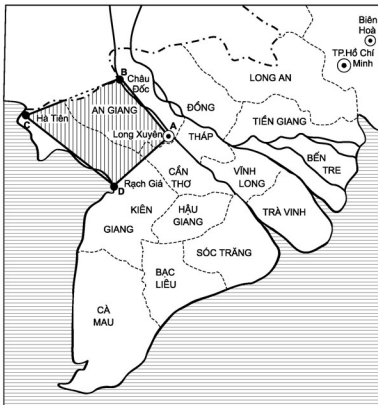 Biên
Hoà
TP.Hồ Chí
Minh
B
Châu
Đốc
LONG AN
C
Hà Tiên
AN GIANG
ĐỒNG
TIỀN GIANG
Long Xuyên
A
THÁP
BẾN
TRE
CẦN
THƠ
VĨNH
LONG
Rạch Giá
D
KIÊN
GIANG
HẬU
GIANG
TRÀ VINH
SÓC TRĂNG
BẠC
LIÊU
CÀ
MAU